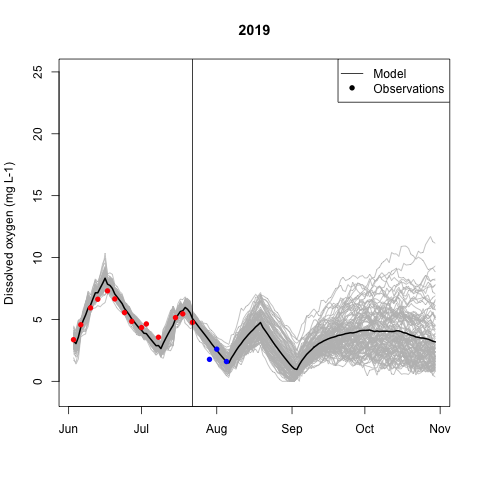 2019
Model
Observations
Dissolved oxygen (mg L-1)
25
20
15
10
5
0
Jun Jul Aug Sep Oct Nov